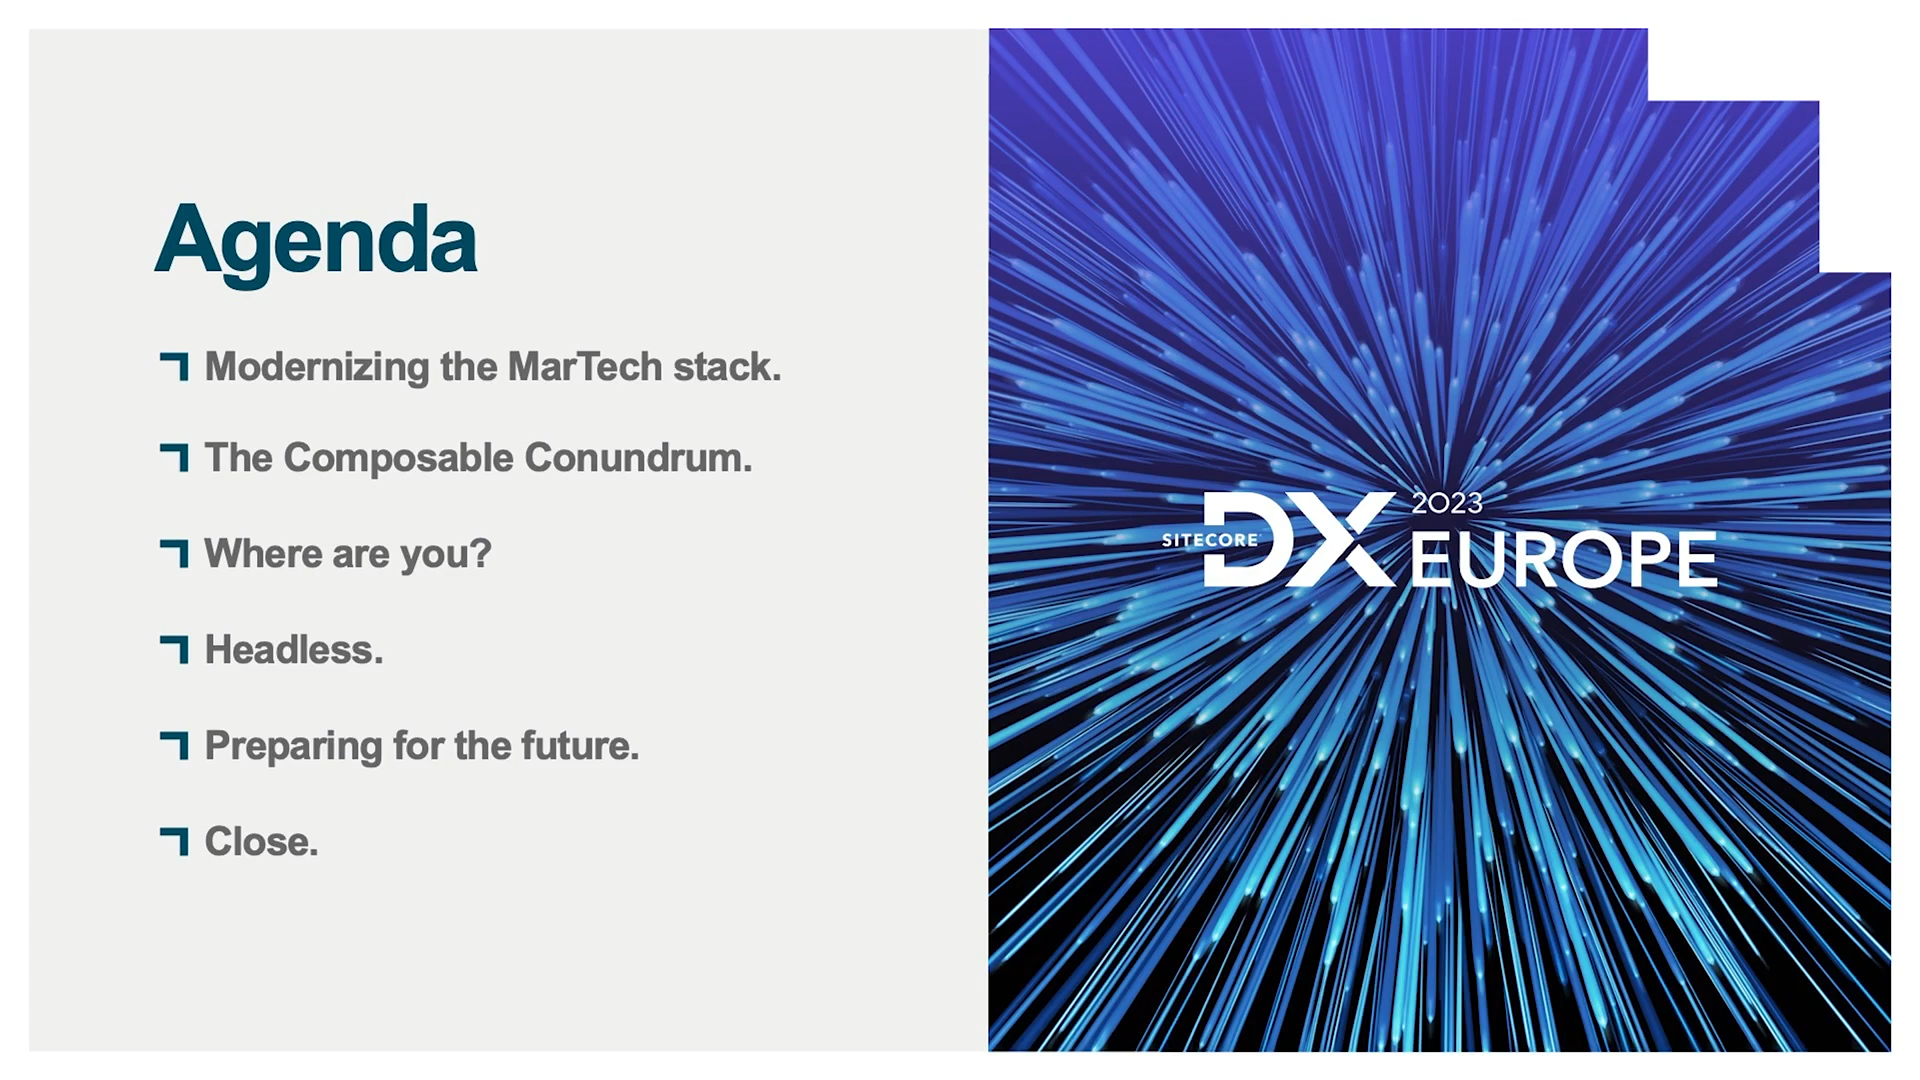 Agenda
Modernizing the MarTech stack.
The Composable Conundrum.
Where are you?
Headless.
Preparing for the future.
Close.
SITECORE DX 2023
EUROPE